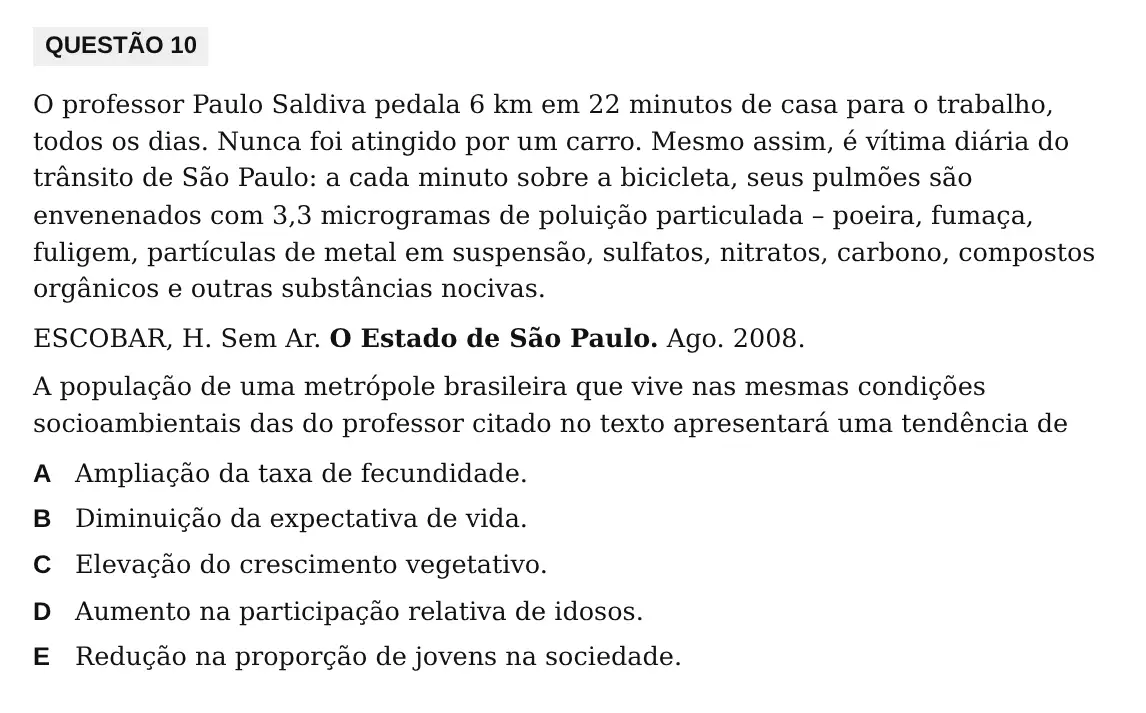 QUESTÃO 10
O professor Paulo Saldiva pedala 6 km em 22 minutos de casa para o trabalho,
todos os dias. Nunca foi atingido por um carro. Mesmo assim, é vítima diária do
trânsito de São Paulo: a cada minuto sobre a bicicleta, seus pulmões são
envenenados com 3,3 microgramas de poluição particulada – poeira, fumaça,
fuligem, partículas de metal em suspensão, sulfatos, nitratos, carbono, compostos
orgânicos e outras substâncias nocivas.
ESCOBAR, H. Sem Ar. O Estado de São Paulo. Ago. 2008.
A população de uma metrópole brasileira que vive nas mesmas condições
socioambientais das do professor citado no texto apresentará uma tendência de
A Ampliação da taxa de fecundidade.
B Diminuição da expectativa de vida.
C Elevação do crescimento vegetativo.
D Aumento na participação relativa de idosos.
E Redução na proporção de jovens na sociedade.